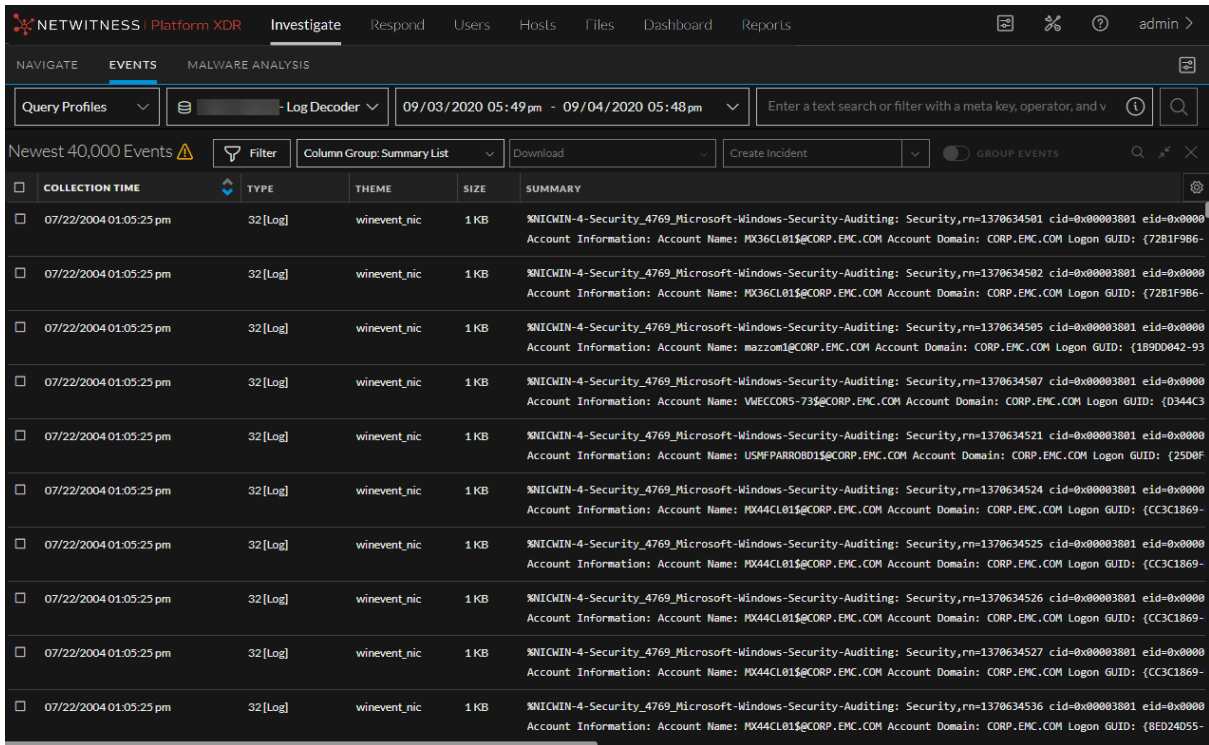 NETWITNESS | Platform XDR Investigate Respond Users Hosts Files Dashboard Reports admin >
NAVIGATE EVENTS MALWARE ANALYSIS
Query Profiles - Log Decoder 09/03/2020 05:49 pm - 09/04/2020 05:48 pm Enter a text search or filter with a meta key, operator, and v
Newest 40,000 Events Filter Column Group: Summary List Download Create Incident GROUP EVENTS
COLLECTION TIME TYPE THEME SIZE SUMMARY
07/22/2004 01:05:25 pm 32 [Log] winevent_nic 1 KB %NICWIN-4-Security_4769_Microsoft-Windows-Security-Auditing: Security,rn=1370634501 cid=0x00003801 eid=0x0000
Account Information: Account Name: MX36CL01$@CORP.EMC.COM Account Domain: CORP.EMC.COM Logon GUID: {72B1F9B6-
07/22/2004 01:05:25 pm 32 [Log] winevent_nic 1 KB %NICWIN-4-Security_4769_Microsoft-Windows-Security-Auditing: Security,rn=1370634502 cid=0x00003801 eid=0x0000
Account Information: Account Name: MX36CL01$@CORP.EMC.COM Account Domain: CORP.EMC.COM Logon GUID: {72B1F9B6-
07/22/2004 01:05:25 pm 32 [Log] winevent_nic 1 KB %NICWIN-4-Security_4769_Microsoft-Windows-Security-Auditing: Security,rn=1370634505 cid=0x00003801 eid=0x0000
Account Information: Account Name: mazzom1@CORP.EMC.COM Account Domain: CORP.EMC.COM Logon GUID: {1B9DD042-93
07/22/2004 01:05:25 pm 32 [Log] winevent_nic 1 KB %NICWIN-4-Security_4769_Microsoft-Windows-Security-Auditing: Security,rn=1370634507 cid=0x00003801 eid=0x0000
Account Information: Account Name: VWECCOR5-73$@CORP.EMC.COM Account Domain: CORP.EMC.COM Logon GUID: {D344C3
07/22/2004 01:05:25 pm 32 [Log] winevent_nic 1 KB %NICWIN-4-Security_4769_Microsoft-Windows-Security-Auditing: Security,rn=1370634521 cid=0x00003801 eid=0x0000
Account Information: Account Name: USMFPARROBD1$@CORP.EMC.COM Account Domain: CORP.EMC.COM Logon GUID: {25D0F
07/22/2004 01:05:25 pm 32 [Log] winevent_nic 1 KB %NICWIN-4-Security_4769_Microsoft-Windows-Security-Auditing: Security,rn=1370634524 cid=0x00003801 eid=0x0000
Account Information: Account Name: MX44CL01$@CORP.EMC.COM Account Domain: CORP.EMC.COM Logon GUID: {CC3C1869-
07/22/2004 01:05:25 pm 32 [Log] winevent_nic 1 KB %NICWIN-4-Security_4769_Microsoft-Windows-Security-Auditing: Security,rn=1370634525 cid=0x00003801 eid=0x0000
Account Information: Account Name: MX44CL01$@CORP.EMC.COM Account Domain: CORP.EMC.COM Logon GUID: {CC3C1869-
07/22/2004 01:05:25 pm 32 [Log] winevent_nic 1 KB %NICWIN-4-Security_4769_Microsoft-Windows-Security-Auditing: Security,rn=1370634526 cid=0x00003801 eid=0x0000
Account Information: Account Name: MX44CL01$@CORP.EMC.COM Account Domain: CORP.EMC.COM Logon GUID: {CC3C1869-
07/22/2004 01:05:25 pm 32 [Log] winevent_nic 1 KB %NICWIN-4-Security_4769_Microsoft-Windows-Security-Auditing: Security,rn=1370634527 cid=0x00003801 eid=0x0000
Account Information: Account Name: MX44CL01$@CORP.EMC.COM Account Domain: CORP.EMC.COM Logon GUID: {CC3C1869-
07/22/2004 01:05:25 pm 32 [Log] winevent_nic 1 KB %NICWIN-4-Security_4769_Microsoft-Windows-Security-Auditing: Security,rn=1370634536 cid=0x00003801 eid=0x0000
Account Information: Account Name: MX44CL01$@CORP.EMC.COM Account Domain: CORP.EMC.COM Logon GUID: {8ED24D55-